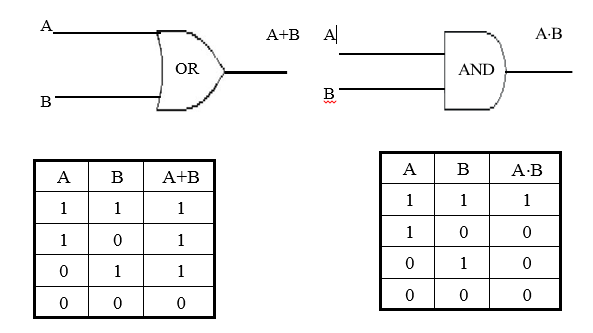 A
A+B
OR
B
A
A·B
AND
B
A B A+B
1 1 1
1 0 1
0 1 1
0 0 0
A B A·B
1 1 1
1 0 0
0 1 0
0 0 0